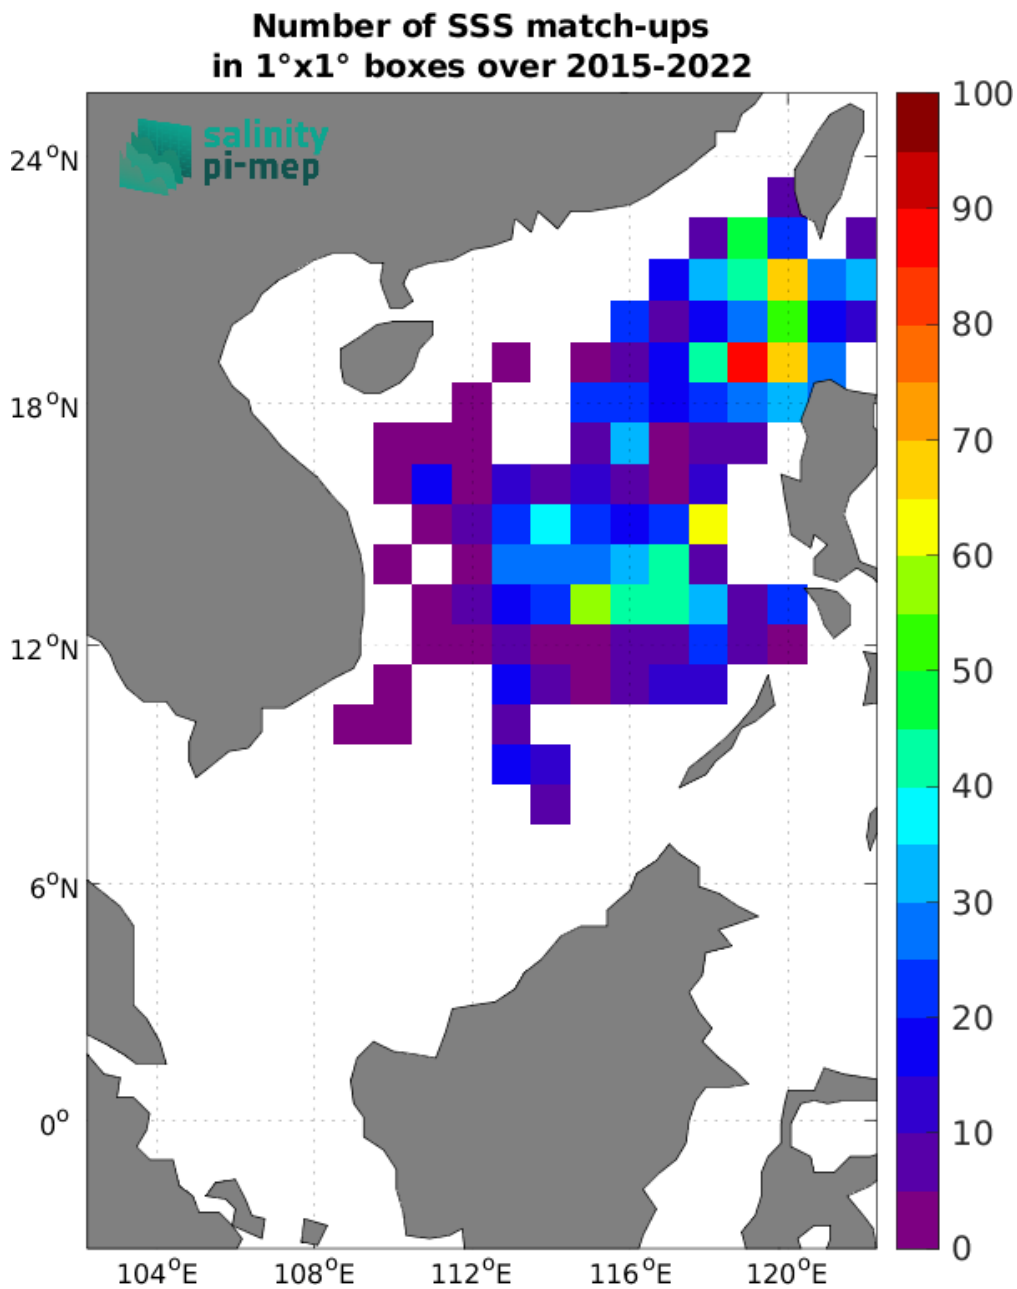 Number of SSS match-ups
in 1°x1° boxes over 2015-2022
salinity
pi-mep
24°N
18°N
12°N
6°N
0°
104°E
108°E
112°E
116°E
120°E
100
90
80
70
60
50
40
30
20
10
0